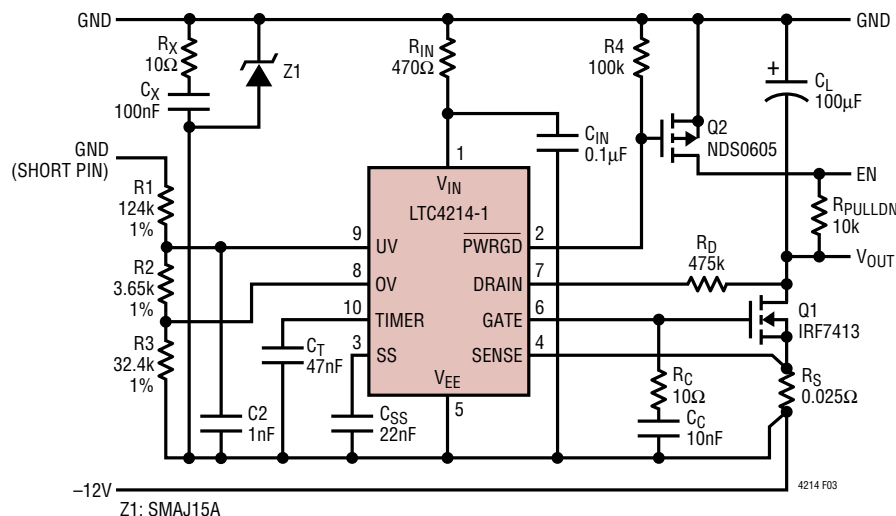 GND
GND
RX
10Ω
Z1
RIN
470Ω
R4
100k
+
CL
100µF
CX
100nF
CIN
0.1µF
Q2
NDS0605
GND
(SHORT PIN)
1
VIN
EN
R1
124k
1%
LTC4214-1
RPULLDN
10k
9
UV
PWRGD
2
RD
475k
VOUT
R2
3.65k
1%
8
OV
DRAIN
7
Q1
IRF7413
10
TIMER
GATE
6
R3
32.4k
1%
CT
47nF
3
SS
SENSE
4
VEE
5
RC
10Ω
RS
0.025Ω
C2
1nF
CSS
22nF
CC
10nF
–12V
4214 F03
Z1: SMAJ15A